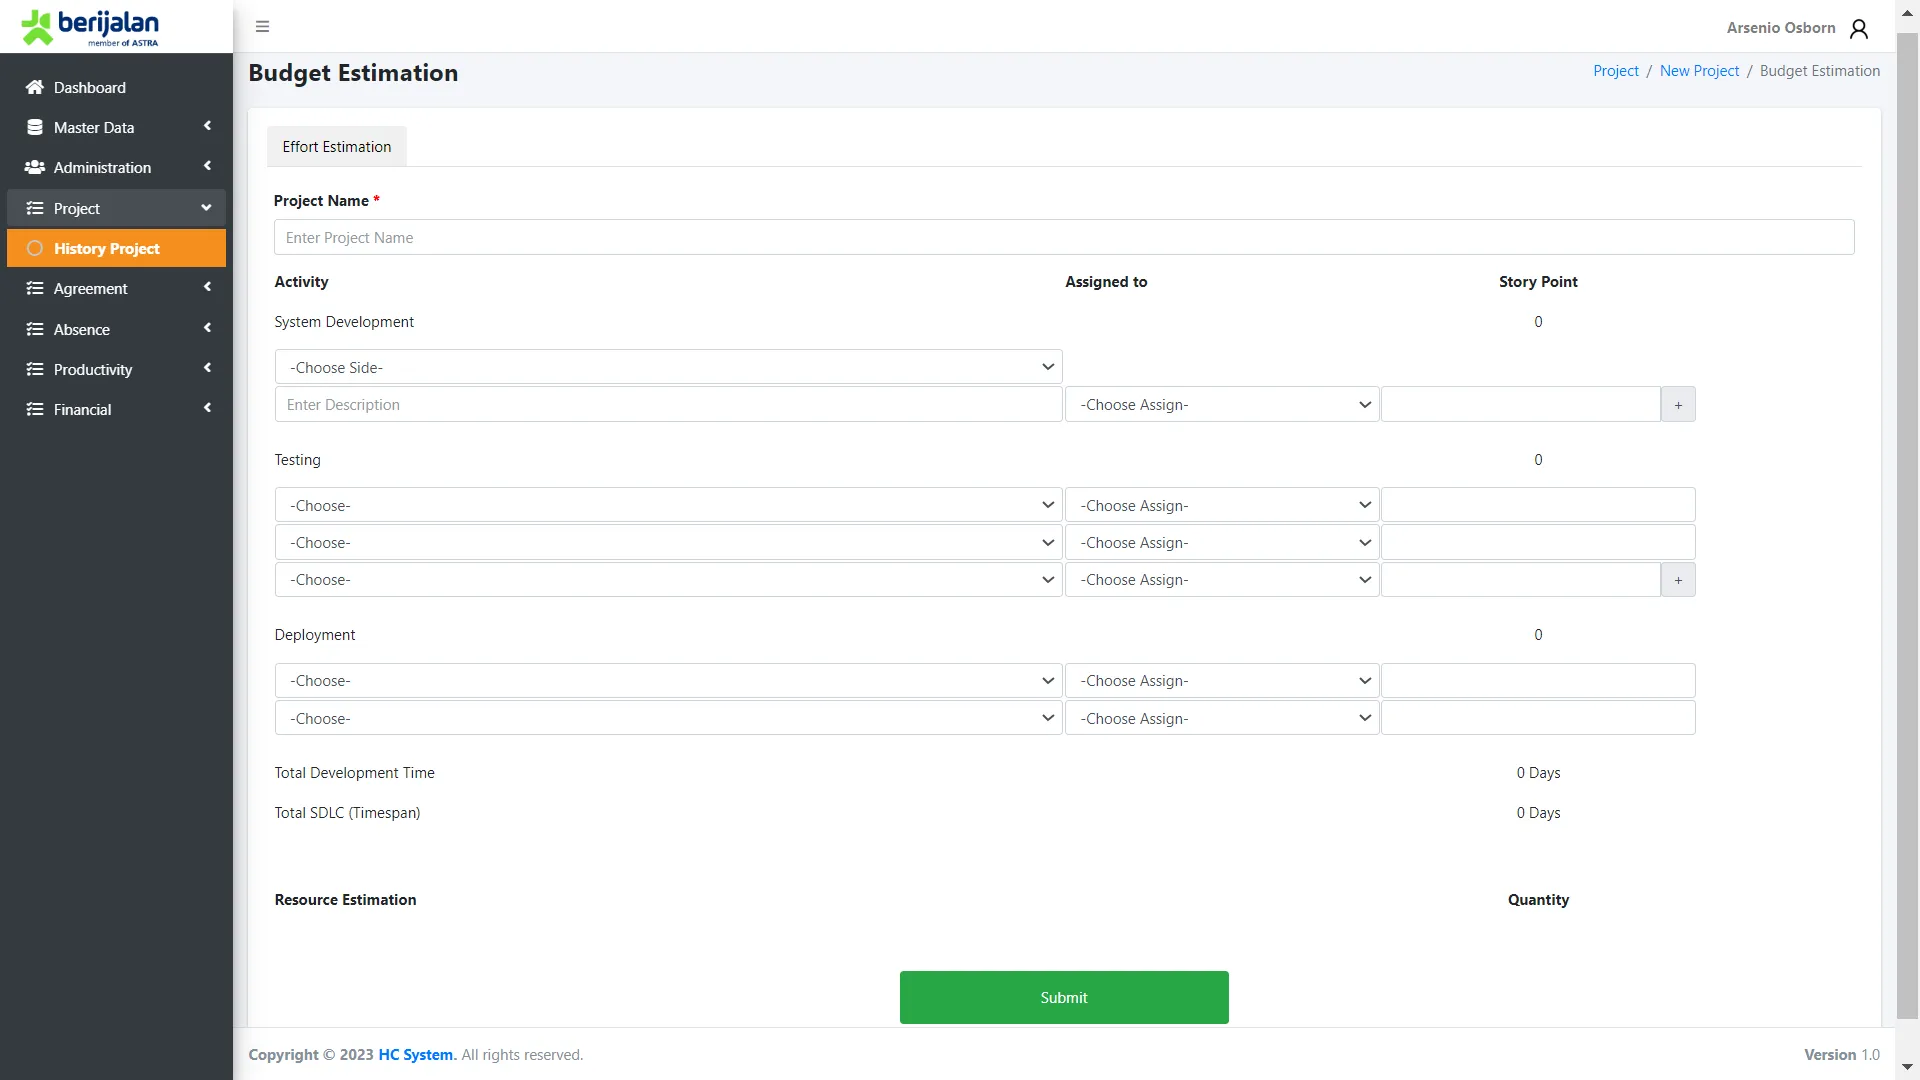 berijalan
member of ASTRA
Arsenio Osborn
Dashboard
Master Data
Administration
Project
History Project
Agreement
Absence
Productivity
Financial
Budget Estimation
Project / New Project / Budget Estimation
Effort Estimation
Project Name *
Enter Project Name
Activity Assigned to Story Point
System Development 0
-Choose Side-
Enter Description -Choose Assign- +
Testing 0
-Choose- -Choose Assign-
-Choose- -Choose Assign-
-Choose- -Choose Assign- +
Deployment 0
-Choose- -Choose Assign-
-Choose- -Choose Assign-
Total Development Time 0 Days
Total SDLC (Timespan) 0 Days
Resource Estimation Quantity
Submit
Copyright © 2023 HC System. All rights reserved. Version 1.0